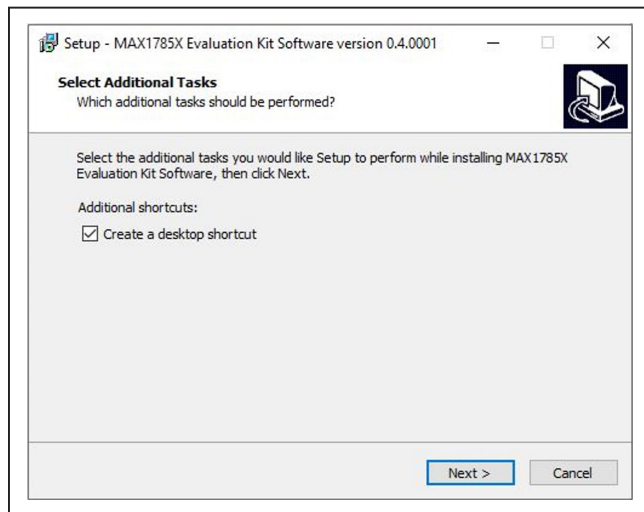 Setup - MAX1785X Evaluation Kit Software version 0.4.0001
Select Additional Tasks
Which additional tasks should be performed?
Select the additional tasks you would like Setup to perform while installing MAX1785X
Evaluation Kit Software, then click Next.
Additional shortcuts:
Create a desktop shortcut
Next >
Cancel